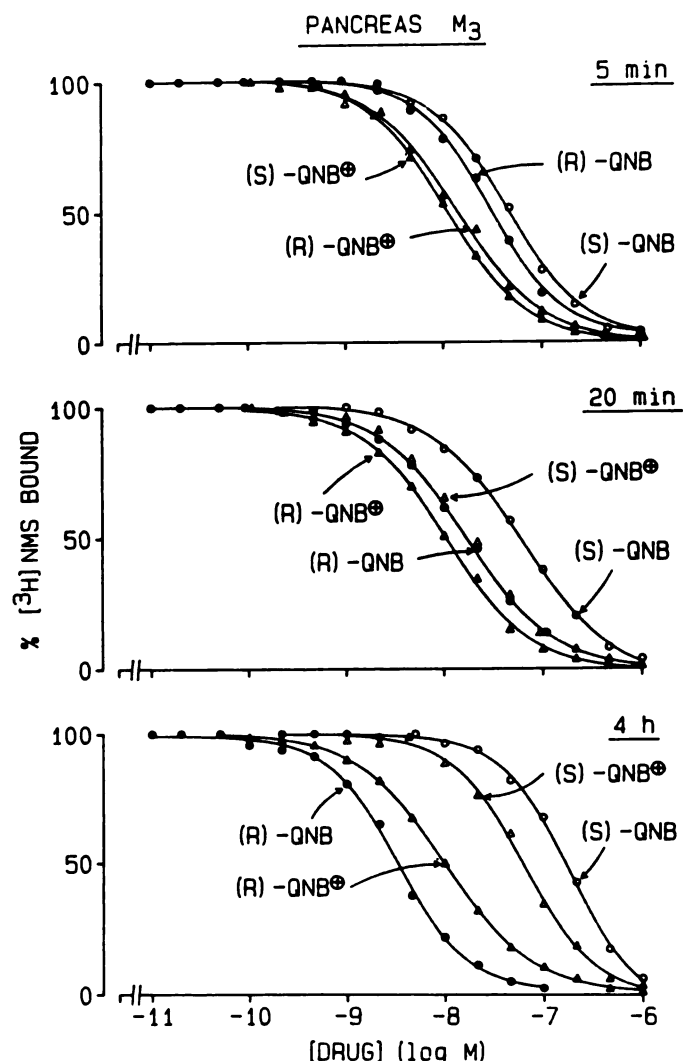 PANCREAS M3
5 min
100
50
0
(S) -QNB⊕
(R) -QNB⊕
(R) -QNB
(S) -QNB
20 min
100
50
0
(R) -QNB⊕
(R) -QNB
(S) -QNB⊕
(S) -QNB
% [³H] NMS BOUND
4 h
100
50
0
(R) -QNB
(R) -QNB⊕
(S) -QNB⊕
(S) -QNB
-11 -10 -9 -8 -7 -6
[DRUG] (log M)